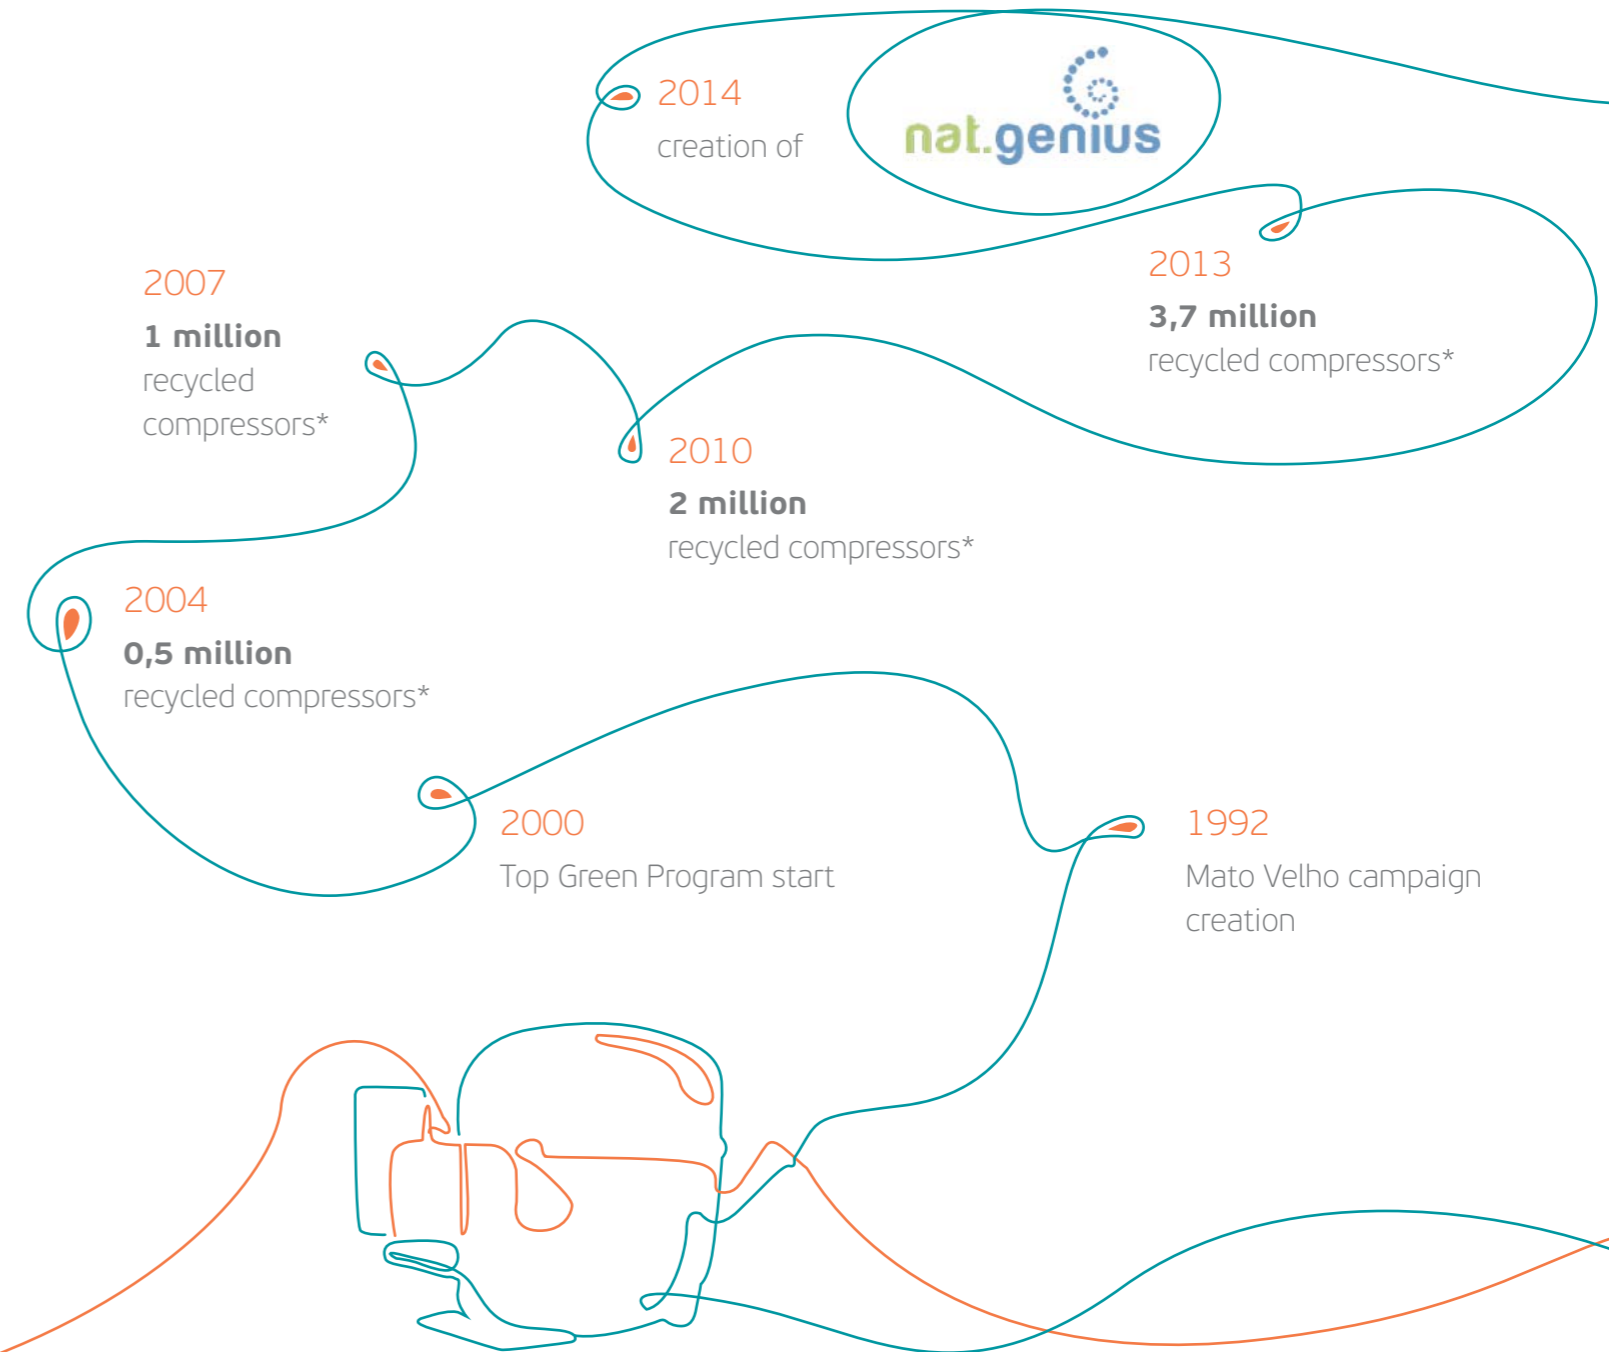 2014
creation of
nat.genius
2013
3,7 million
recycled compressors*
2007
1 million
recycled
compressors*
2010
2 million
recycled compressors*
2004
0,5 million
recycled compressors*
2000
Top Green Program start
1992
Mato Velho campaign
creation